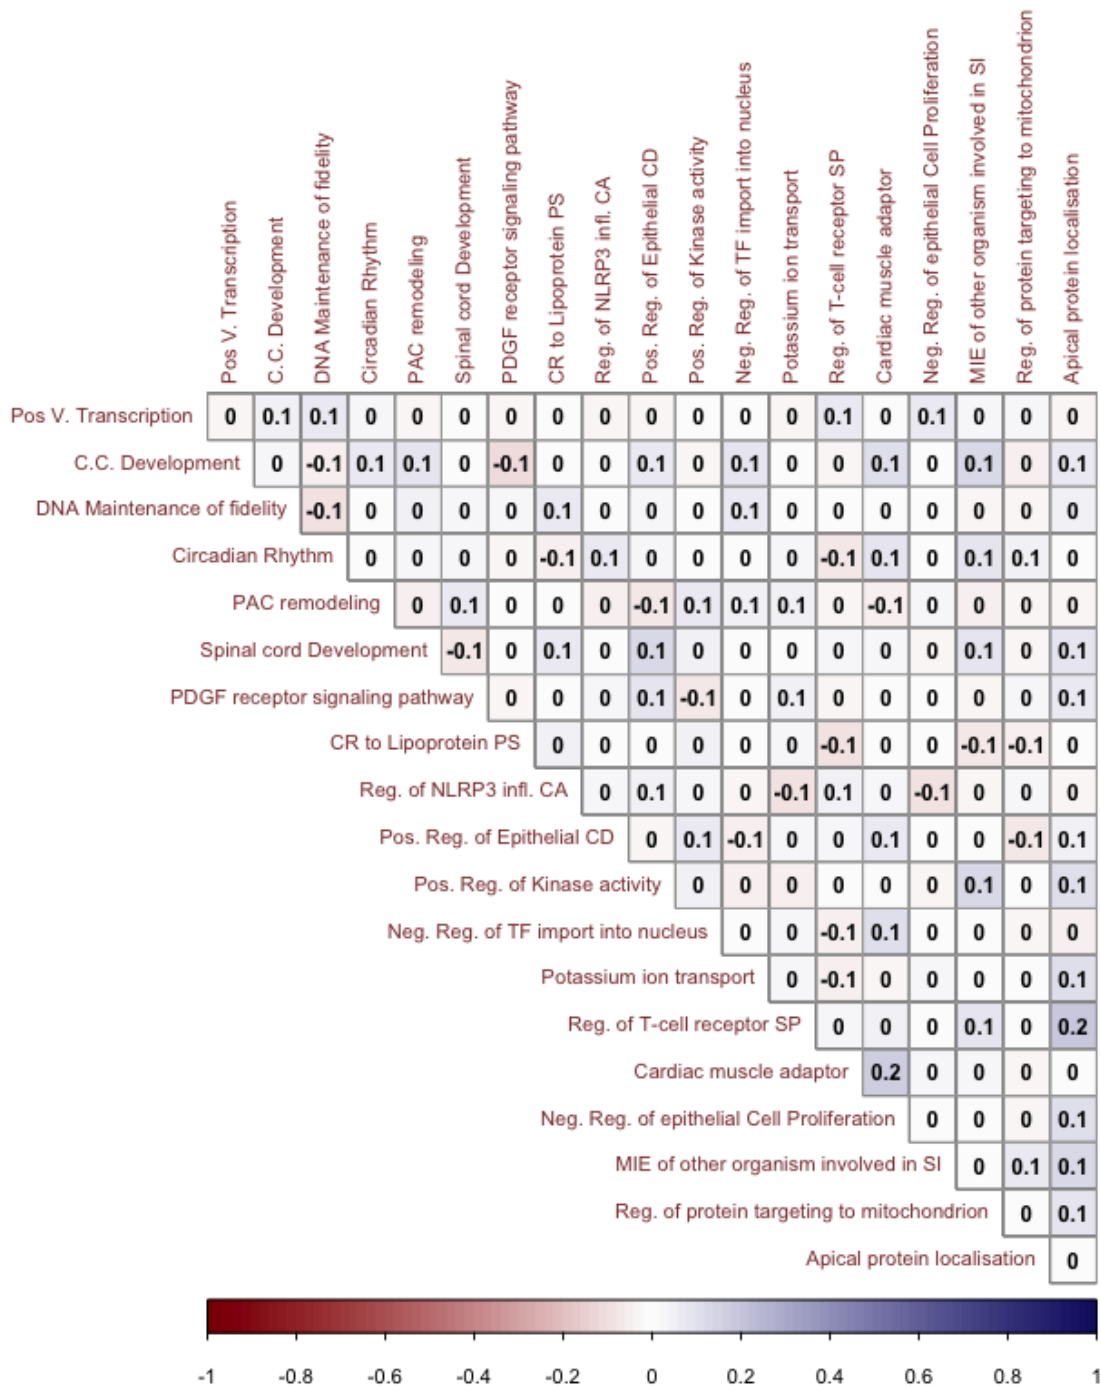 Pos V. Transcription
C.C. Development
DNA Maintenance of fidelity
Circadian Rhythm
PAC remodeling
Spinal cord Development
PDGF receptor signaling pathway
CR to Lipoprotein PS
Reg. of NLRP3 infl. CA
Pos. Reg. of Epithelial CD
Pos. Reg. of Kinase activity
Neg. Reg. of TF import into nucleus
Potassium ion transport
Reg. of T-cell receptor SP
Cardiac muscle adaptor
Neg. Reg. of epithelial Cell Proliferation
MIE of other organism involved in SI
Reg. of protein targeting to mitochondrion
Apical protein localisation
Pos V. Transcription 0 0.1 0.1 0 0 0 0 0 0 0 0 0 0 0.1 0 0.1 0 0 0
C.C. Development 0 -0.1 0.1 0.1 0 -0.1 0 0 0.1 0 0.1 0 0 0.1 0 0.1 0 0.1
DNA Maintenance of fidelity -0.1 0 0 0 0 0.1 0 0 0 0.1 0 0 0 0 0 0 0
Circadian Rhythm 0 0 0 0 -0.1 0.1 0 0 0 0 -0.1 0.1 0 0.1 0.1 0
PAC remodeling 0 0.1 0 0 0 -0.1 0.1 0.1 0.1 0 -0.1 0 0 0 0
Spinal cord Development -0.1 0 0.1 0 0.1 0 0 0 0 0 0 0.1 0 0.1
PDGF receptor signaling pathway 0 0 0 0.1 -0.1 0 0.1 0 0 0 0 0 0.1
CR to Lipoprotein PS 0 0 0 0 0 0 -0.1 0 0 -0.1 -0.1 0
Reg. of NLRP3 infl. CA 0 0.1 0 0 -0.1 0.1 0 -0.1 0 0 0
Pos. Reg. of Epithelial CD 0 0.1 -0.1 0 0 0.1 0 0 -0.1 0.1
Pos. Reg. of Kinase activity 0 0 0 0 0 0 0.1 0 0.1
Neg. Reg. of TF import into nucleus 0 0 -0.1 0.1 0 0 0 0
Potassium ion transport 0 -0.1 0 0 0 0 0.1
Reg. of T-cell receptor SP 0 0 0 0.1 0 0.2
Cardiac muscle adaptor 0.2 0 0 0 0
Neg. Reg. of epithelial Cell Proliferation 0 0 0 0.1
MIE of other organism involved in SI 0 0.1 0.1
Reg. of protein targeting to mitochondrion 0 0.1
Apical protein localisation 0
-1 -0.8 -0.6 -0.4 -0.2 0 0.2 0.4 0.6 0.8 1